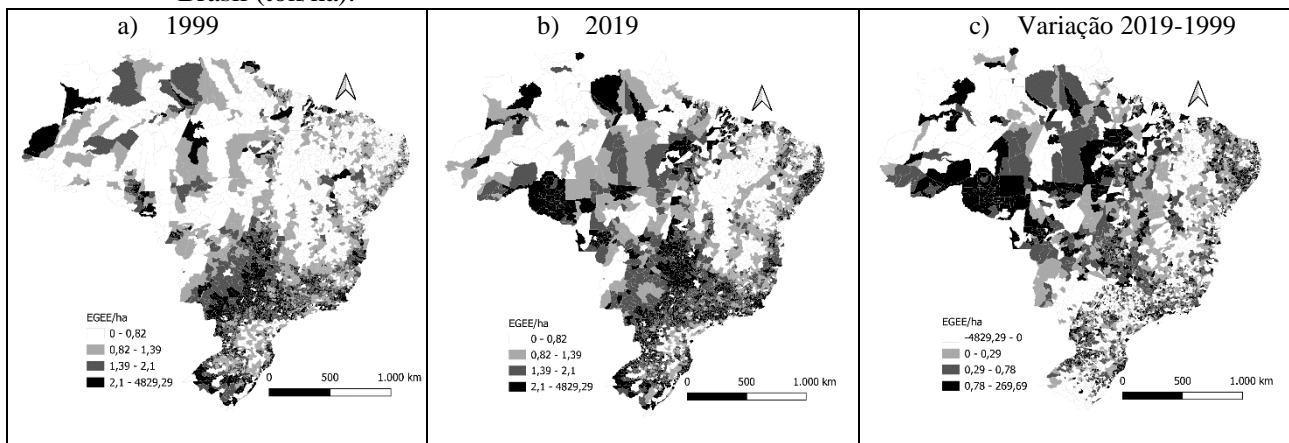 Brasil (ton/ha).
a) 1999
EGEE/ha
0 - 0,82
0,82 - 1,39
1,39 - 2,1
2,1 - 4829,29
0 500 1.000 km
b) 2019
EGEE/ha
0 - 0,82
0,82 - 1,39
1,39 - 2,1
2,1 - 4829,29
0 500 1.000 km
c) Variação 2019-1999
EGEE/ha
-4829,29 - 0
0 - 0,29
0,29 - 0,78
0,78 - 269,69
0 500 1.000 km